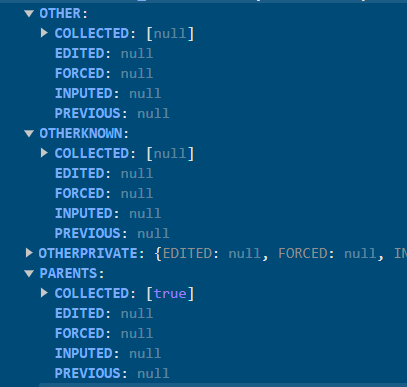 OTHER:
COLLECTED: [null]
EDITED: null
FORCED: null
INPUTED: null
PREVIOUS: null
OTHERKNOWN:
COLLECTED: [null]
EDITED: null
FORCED: null
INPUTED: null
PREVIOUS: null
OTHERPRIVATE: {EDITED: null, FORCED: null, IN
PARENTS:
COLLECTED: [true]
EDITED: null
FORCED: null
INPUTED: null
PREVIOUS: null